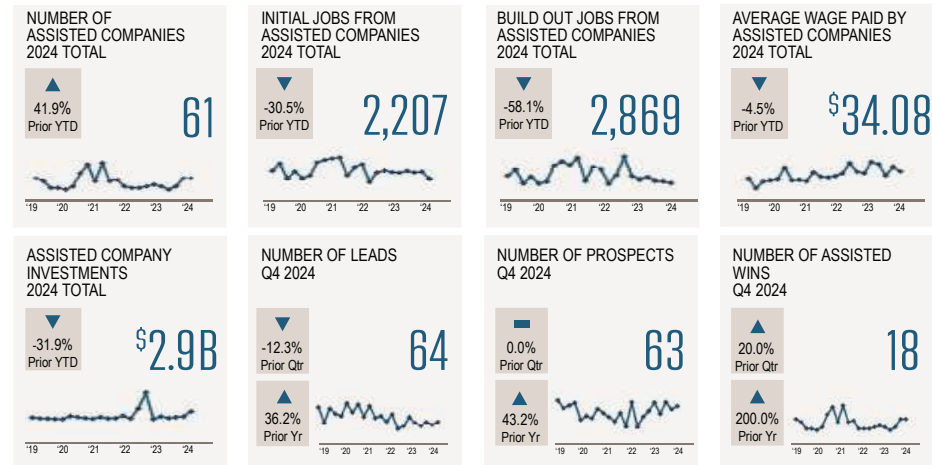 NUMBER OF
ASSISTED COMPANIES
2024 TOTAL
41.9%
Prior YTD
61
'19 '20 '21 '22 '23 '24
INITIAL JOBS FROM
ASSISTED COMPANIES
2024 TOTAL
-30.5%
Prior YTD
2,207
'19 '20 '21 '22 '23 '24
BUILD OUT JOBS FROM
ASSISTED COMPANIES
2024 TOTAL
-58.1%
Prior YTD
2,869
'19 '20 '21 '22 '23 '24
AVERAGE WAGE PAID BY
ASSISTED COMPANIES
2024 TOTAL
-4.5%
Prior YTD
$34.08
'19 '20 '21 '22 '23 '24
ASSISTED COMPANY
INVESTMENTS
2024 TOTAL
-31.9%
Prior YTD
$2.9B
'19 '20 '21 '22 '23 '24
NUMBER OF LEADS
Q4 2024
-12.3%
Prior Qtr
64
36.2%
Prior Yr
'19 '20 '21 '22 '23 '24
NUMBER OF PROSPECTS
Q4 2024
0.0%
Prior Qtr
63
43.2%
Prior Yr
'19 '20 '21 '22 '23 '24
NUMBER OF ASSISTED
WINS
Q4 2024
20.0%
Prior Qtr
18
200.0%
Prior Yr
'19 '20 '21 '22 '23 '24